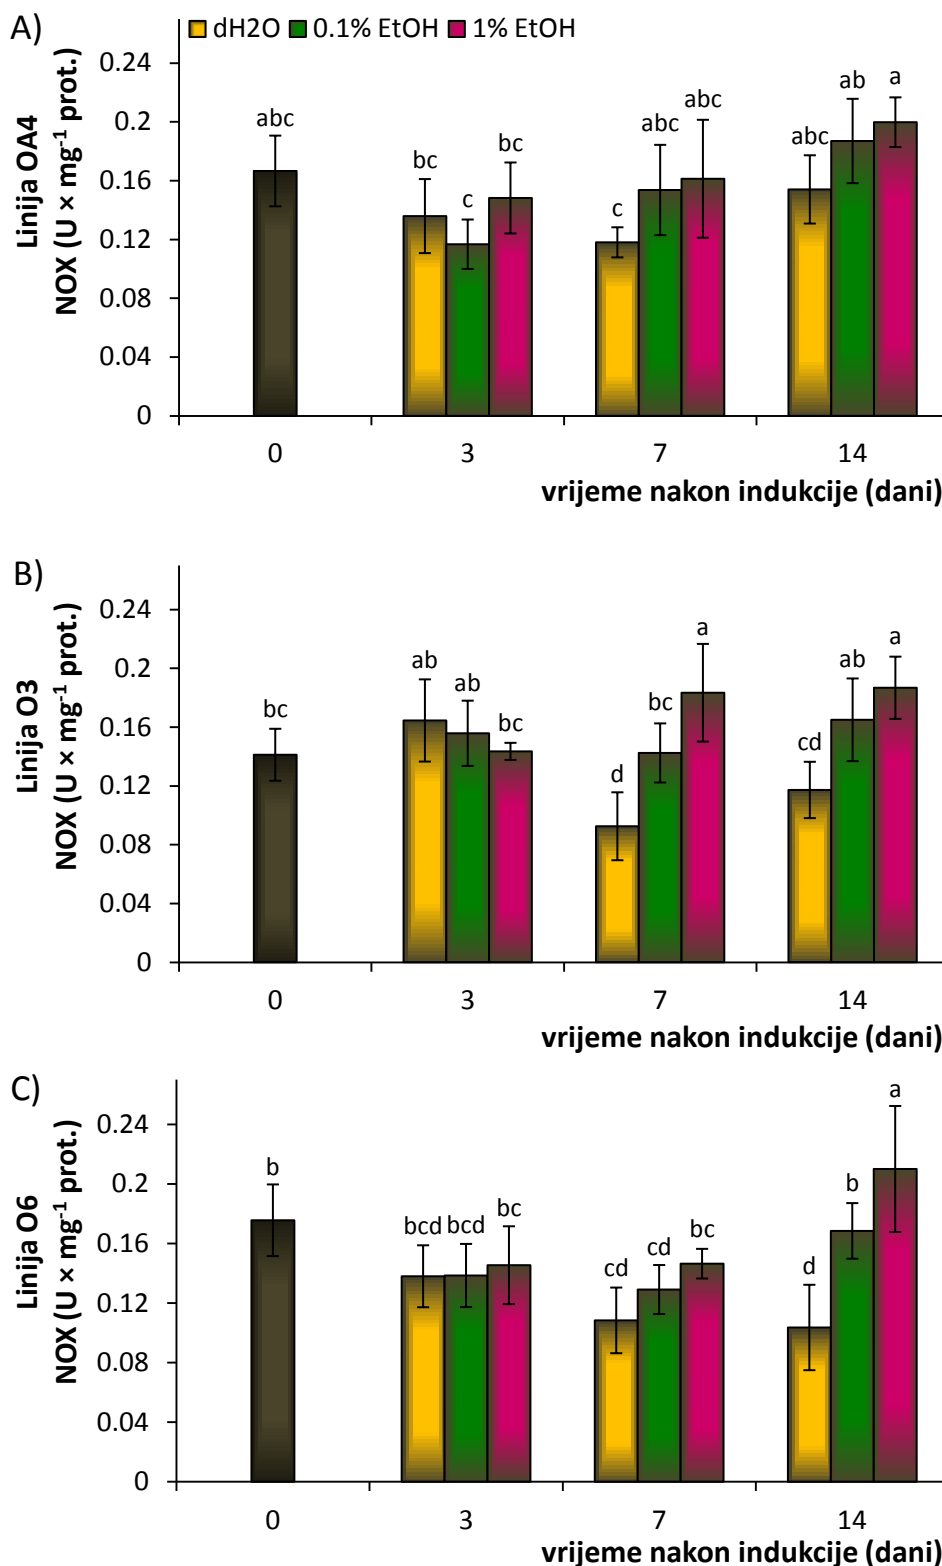 A)
dH2O 0.1% EtOH 1% EtOH
Linija OA4
NOX (U × mg⁻¹ prot.)
0.24
0.2
0.16
0.12
0.08
0.04
0
abc
bc c bc
c abc abc
abc ab a
0 3 7 14
vrijeme nakon indukcije (dani)
B)
Linija O3
NOX (U × mg⁻¹ prot.)
0.24
0.2
0.16
0.12
0.08
0.04
0
bc
ab ab bc
d bc a
cd ab a
0 3 7 14
vrijeme nakon indukcije (dani)
C)
Linija O6
NOX (U × mg⁻¹ prot.)
0.24
0.2
0.16
0.12
0.08
0.04
0
b
bcd bcd bc
cd cd bc
d b a
0 3 7 14
vrijeme nakon indukcije (dani)